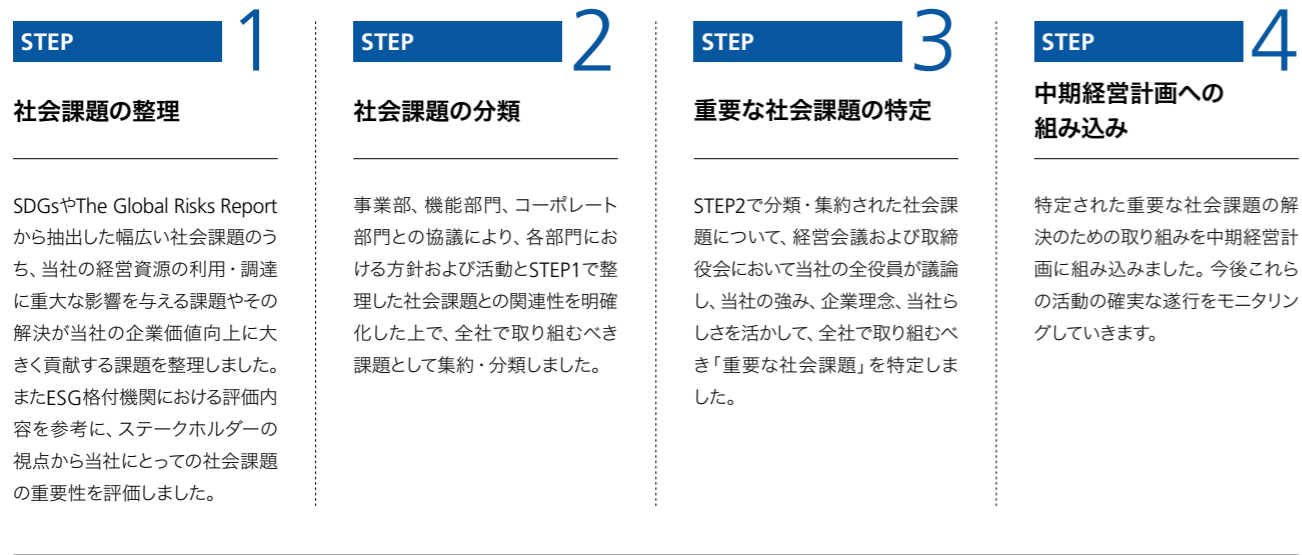 STEP 1
社会課題の整理
SDGsやThe Global Risks Report
から抽出した幅広い社会課題のう
ち、当社の経営資源の利用・調達
に重大な影響を与える課題やその
解決が当社の企業価値向上に大
きく貢献する課題を整理しました。
またESG格付機関における評価内
容を参考に、ステークホルダーの
視点から当社にとっての社会課題
の重要性を評価しました。
STEP 2
社会課題の分類
事業部、機能部門、コーポレート
部門との協議により、各部門にお
ける方針および活動とSTEP1で整
理した社会課題との関連性を明確
化した上で、全社で取り組むべき
課題として集約・分類しました。
STEP 3
重要な社会課題の特定
STEP2で分類・集約された社会課
題について、経営会議および取締
役会において当社の全役員が議論
し、当社の強み、企業理念、当社ら
しさを活かして、全社で取り組むべ
き「重要な社会課題」を特定しま
した。
STEP 4
中期経営計画への
組み込み
特定された重要な社会課題の解
決のための取り組みを中期経営計
画に組み込みました。今後これら
の活動の確実な遂行をモニタリン
グしていきます。